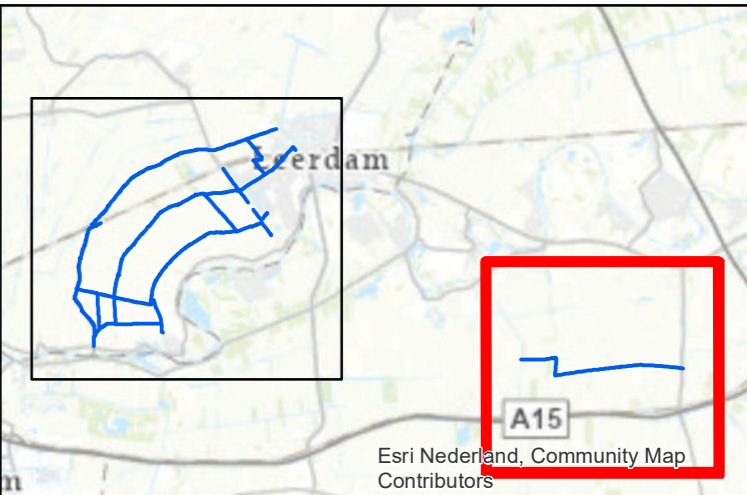 Leerdam
A15
Esri Nederland, Community Map
Contributors
m